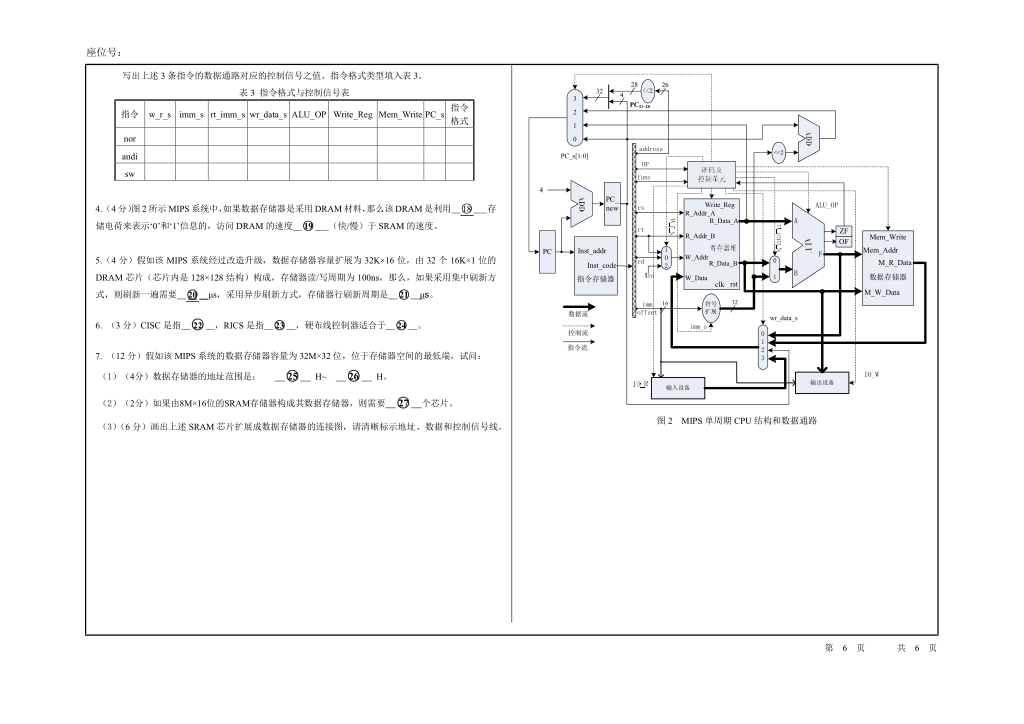 座位号：
写出上述 3 条指令的数据通路对应的控制信号之值、指令格式类型填入表 3。
表 3 指令格式与控制信号表
指令 w_r_s imm_s rt_imm_s wr_data_s ALU_OP Write_Reg Mem_Write PC_s 指令格式
nor
andi
sw
4.（4 分）图 2 所示 MIPS 系统中，如果数据存储器是采用 DRAM 材料，那么该 DRAM 是利用__⑱___存
储电荷来表示‘0’和‘1’信息的，访问 DRAM 的速度__⑲___（快/慢）于 SRAM 的速度。
5.（4 分）假如该 MIPS 系统经过改造升级，数据存储器容量扩展为 32K×16 位，由 32 个 16K×1 位的
DRAM 芯片（芯片内是 128×128 结构）构成，存储器读/写周期为 100ns，那么，如果采用集中刷新方
式，则刷新一遍需要__⑳__μs，采用异步刷新方式，存储器行刷新周期是__㉑__μs。
6. （3 分）CISC 是指__㉒__，RICS 是指__㉓__，硬布线控制器适合于__㉔__。
7. （12 分）假如该 MIPS 系统的数据存储器容量为 32M×32 位，位于存储器空间的最低端，试问：
（1）（4分）数据存储器的地址范围是： __㉕__ H~ __㉖__ H。
（2）（2分）如果由8M×16位的SRAM存储器构成其数据存储器，则需要__㉗__个芯片。
（3）（6 分）画出上述 SRAM 芯片扩展成数据存储器的连接图，请清晰标示地址、数据和控制信号线。
32
28
<<2
26
4
PC31-28
3
2
1
0
PC_s[1:0]
ADD
<<2
address
OP
func
译码及
控制单元
4
ADD
PC_
new
PC
Inst_addr
Inst_code
指令存储器
rs
rt
rd
$ra
w_r_s
0
1
2
Write_Reg
R_Addr_A
R_Data_A
R_Addr_B
寄存器堆
W_Addr
R_Data_B
W_Data
clk rst
rt_imm_s
0
1
A
ALU
F
B
ALU_OP
ZF
OF
Mem_Write
Mem_Addr
M_R_Data
数据存储器
M_W_Data
imm
offset
16
符号
扩展
32
imm_s
wr_data_s
0
1
2
3
数据流
控制流
指令流
IO_R
输入设备
输出设备
IO_W
图 2 MIPS 单周期 CPU 结构和数据通路
第 6 页 共 6 页